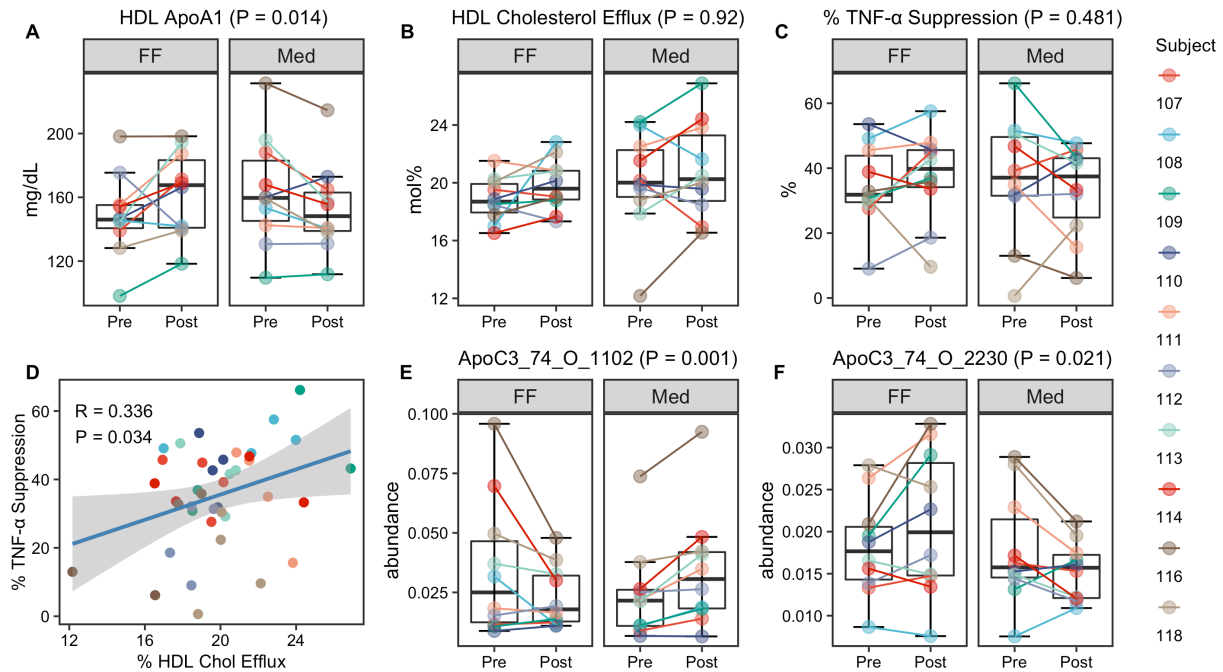 A
HDL ApoA1 (P = 0.014)
FF
Med
mg/dL
200
160
120
Pre
Post
Pre
Post
B
HDL Cholesterol Efflux (P = 0.92)
FF
Med
mol%
24
20
16
12
Pre
Post
Pre
Post
C
% TNF-α Suppression (P = 0.481)
FF
Med
%
60
40
20
0
Pre
Post
Pre
Post
D
R = 0.336
P = 0.034
% TNF-α Suppression
60
40
20
0
12
16
20
24
% HDL Chol Efflux
E
ApoC3_74_O_1102 (P = 0.001)
FF
Med
abundance
0.100
0.075
0.050
0.025
Pre
Post
Pre
Post
F
ApoC3_74_O_2230 (P = 0.021)
FF
Med
abundance
0.030
0.025
0.020
0.015
0.010
Pre
Post
Pre
Post
Subject
107
108
109
110
111
112
113
114
116
118